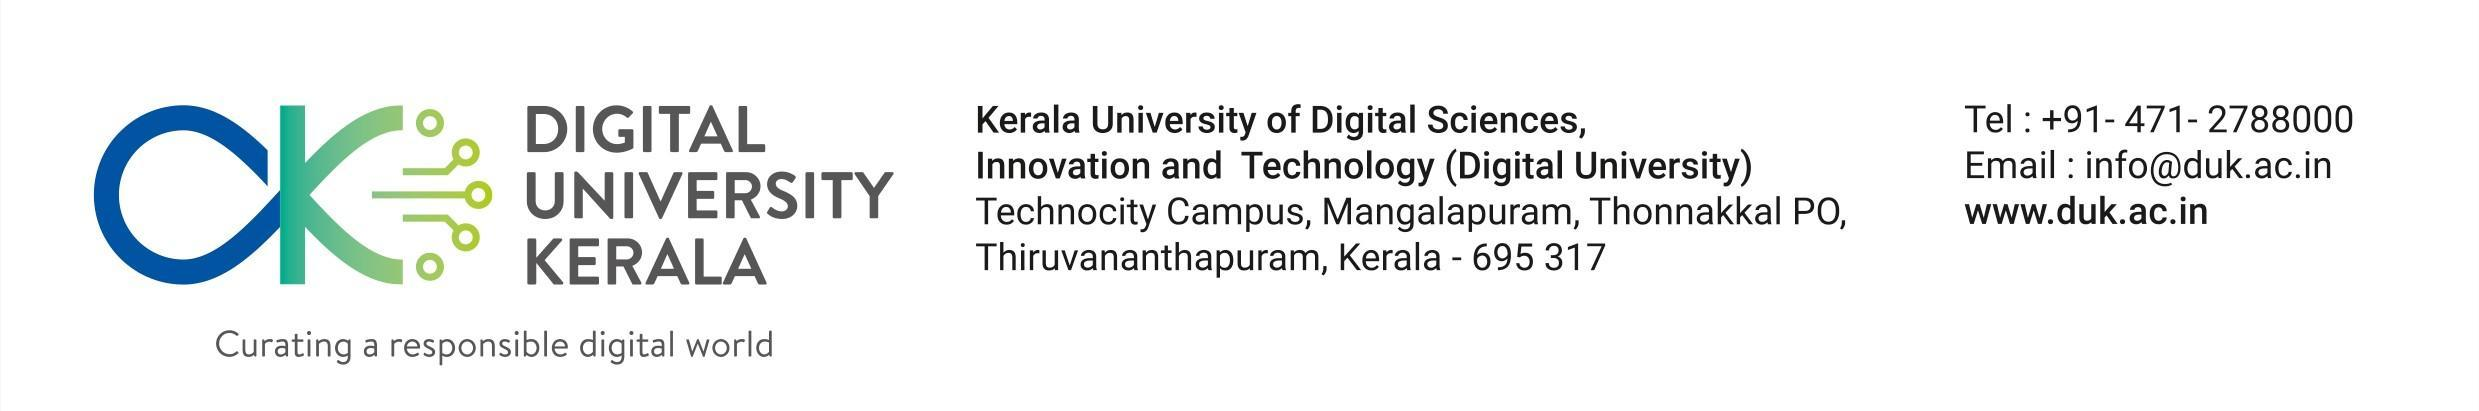 DIGITAL
UNIVERSITY
KERALA
Curating a responsible digital world
Kerala University of Digital Sciences,
Innovation and  Technology (Digital University)
Technocity Campus, Mangalapuram, Thonnakkal PO,
Thiruvananthapuram, Kerala - 695 317
Tel : +91- 471- 2788000
Email : info@duk.ac.in
www.duk.ac.in